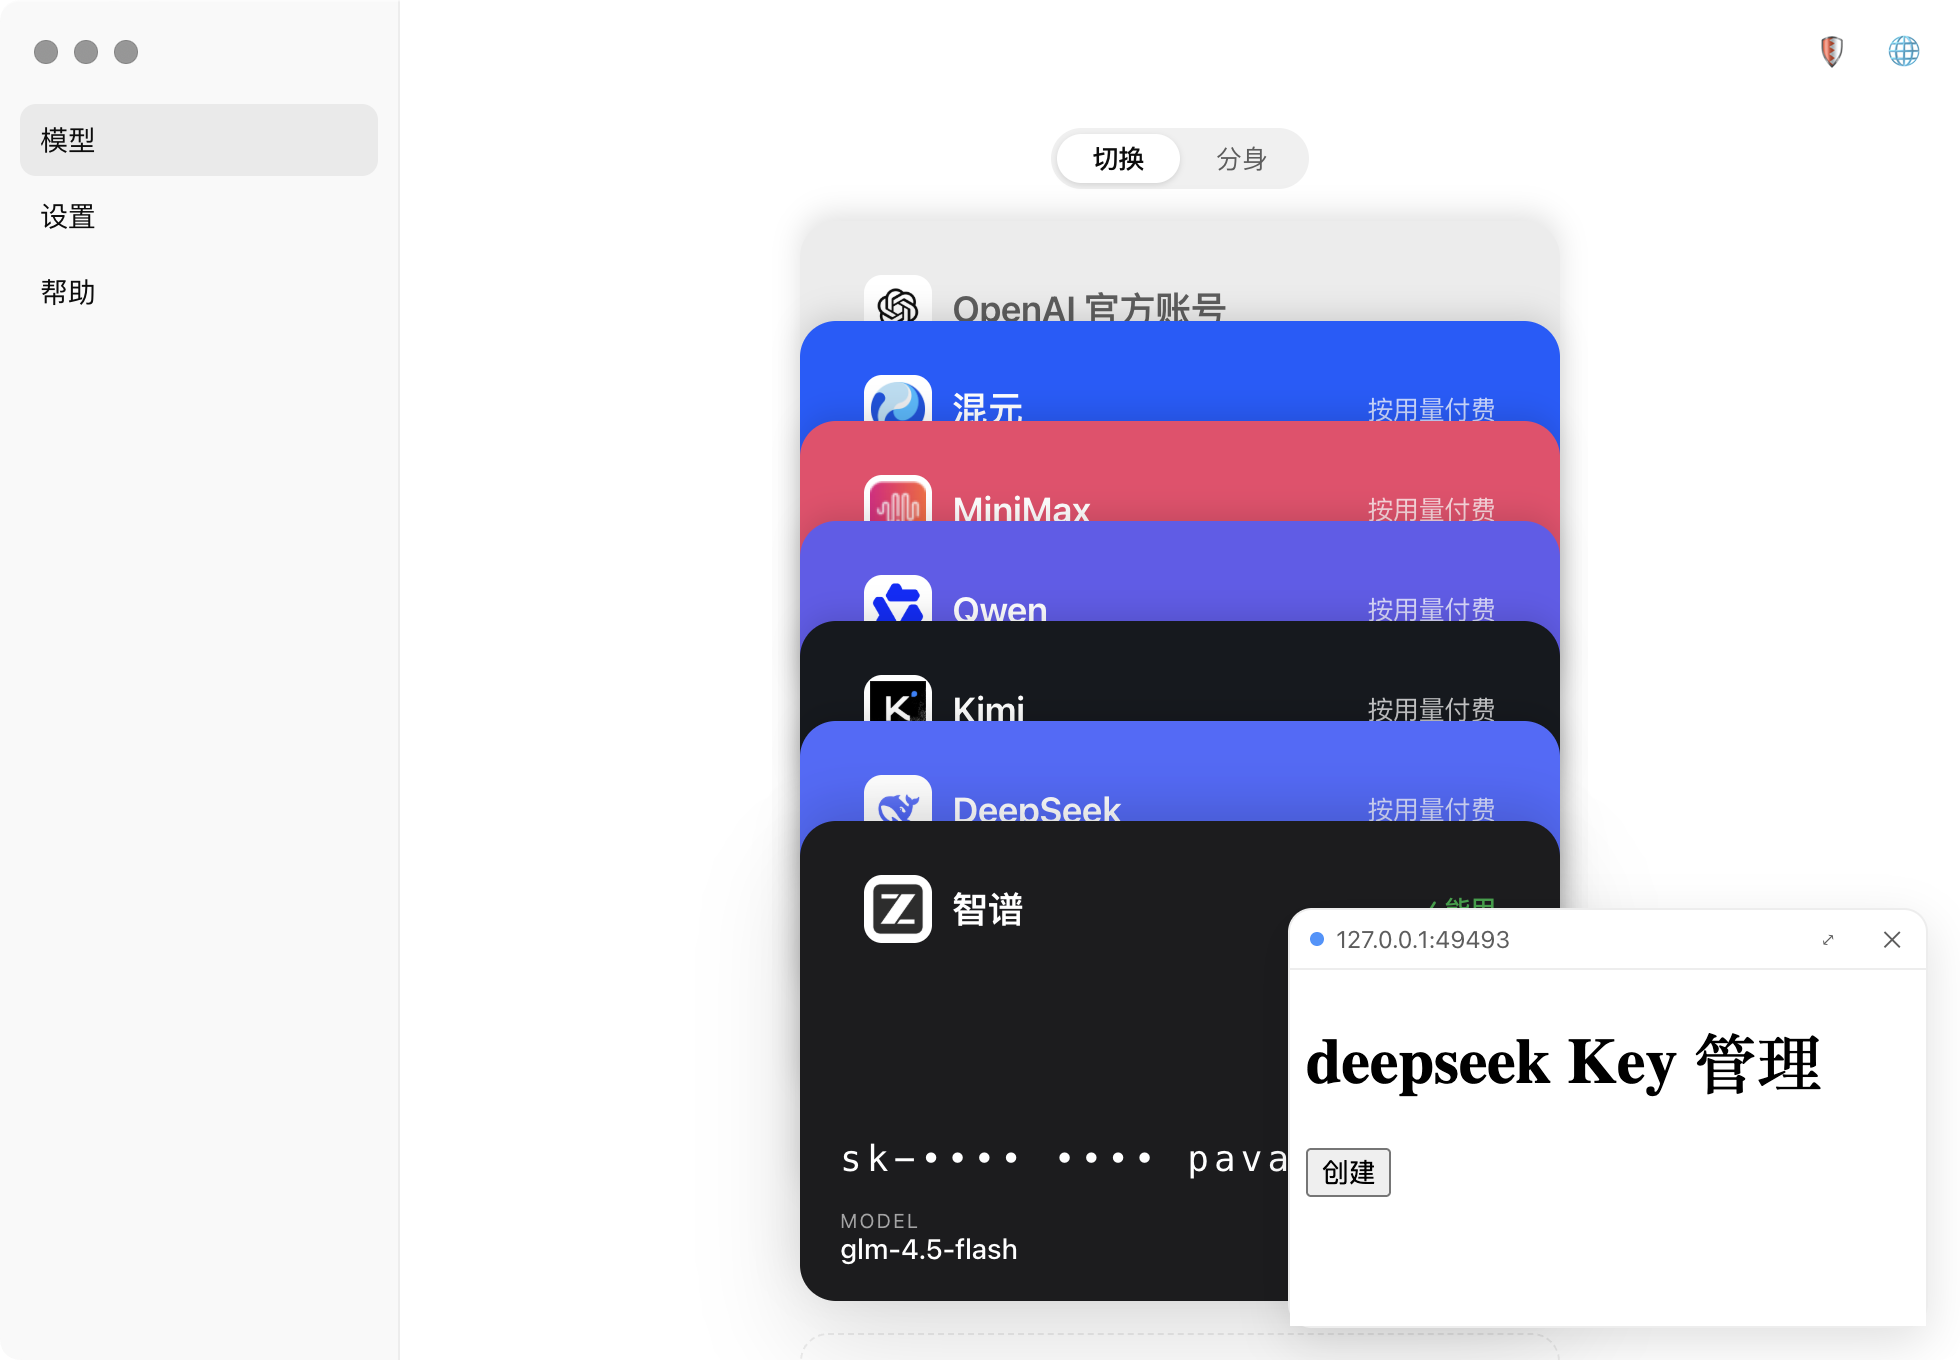 模型
设置
帮助
切换
分身
OpenAI 官方账号
混元
按用量付费
MiniMax
按用量付费
Qwen
按用量付费
Kimi
按用量付费
DeepSeek
按用量付费
智谱
✓ 能用
sk-•••• •••• pava
MODEL
glm-4.5-flash
127.0.0.1:49493
deepseek Key 管理
创建